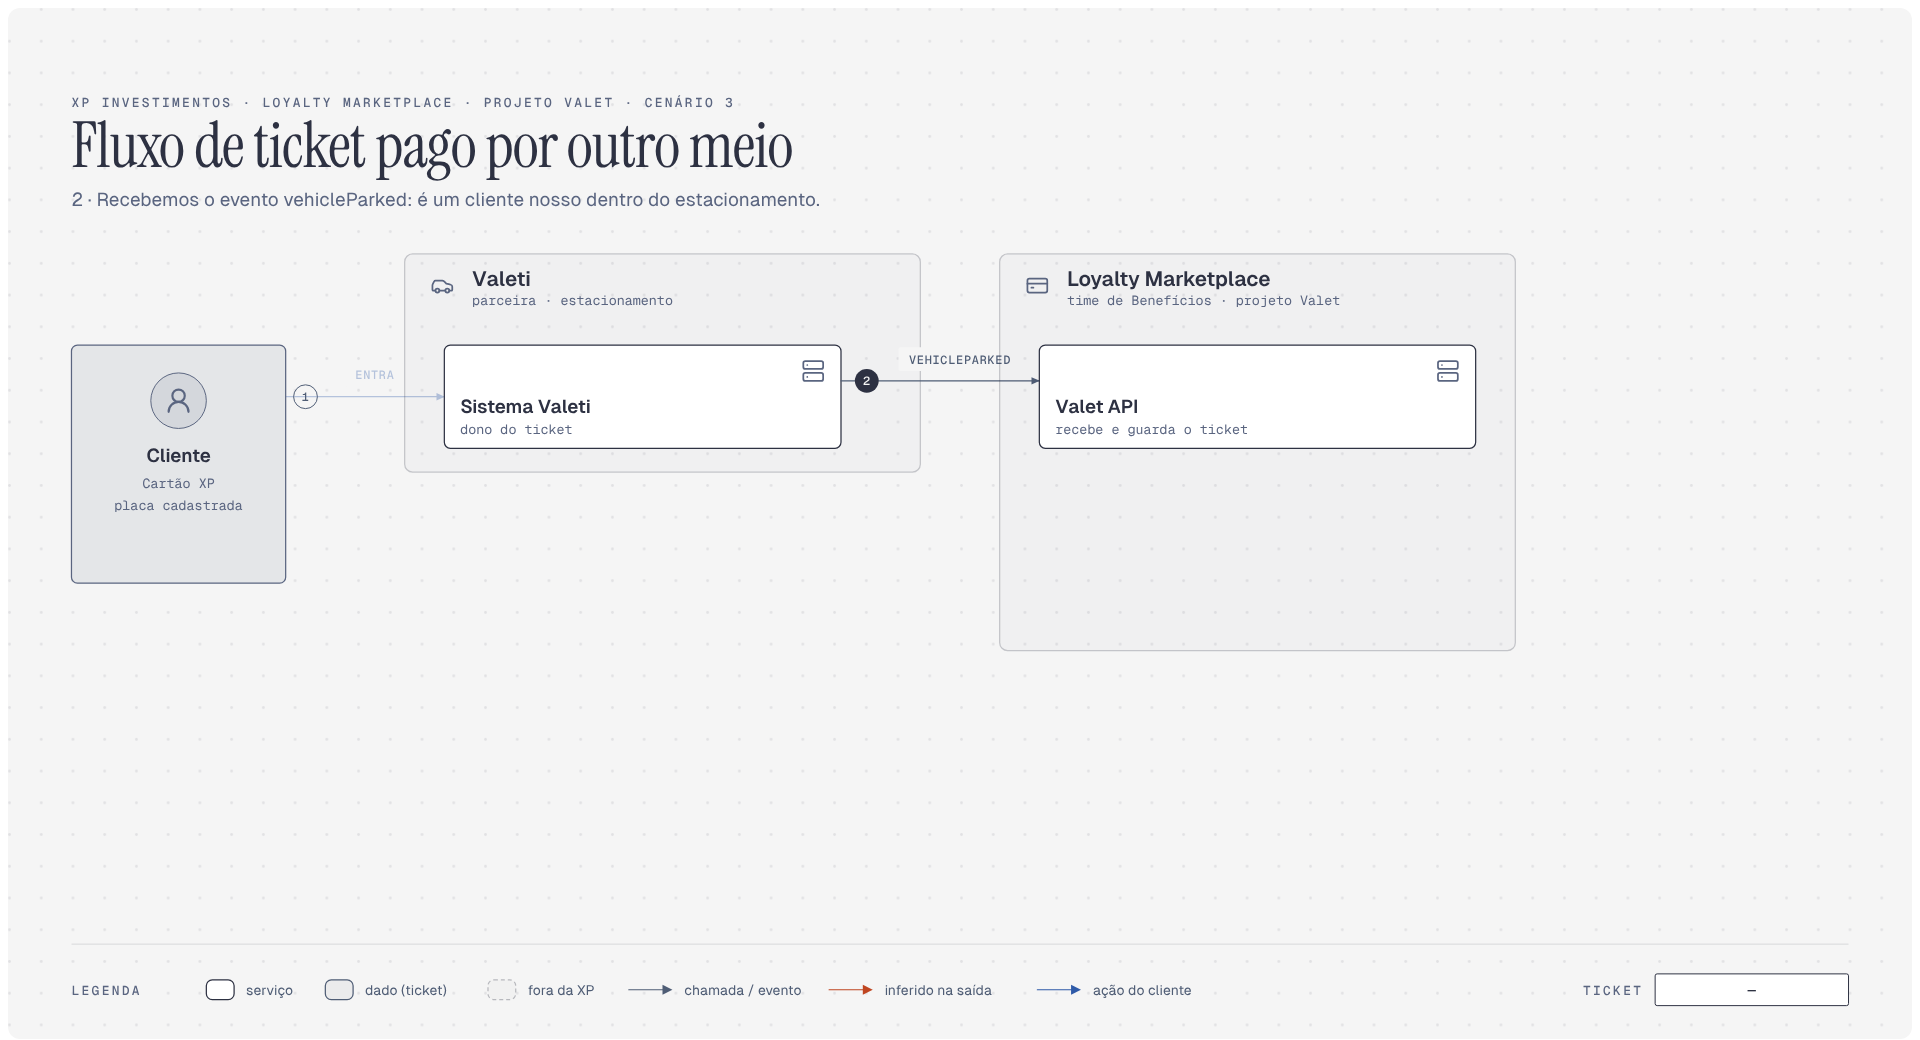 XP INVESTIMENTOS · LOYALTY MARKETPLACE · PROJETO VALET · CENÁRIO 3
Fluxo de ticket pago por outro meio
2 · Recebemos o evento vehicleParked: é um cliente nosso dentro do estacionamento.
Valeti
parceira · estacionamento
Loyalty Marketplace
time de Benefícios · projeto Valet
Cliente
Cartão XP
placa cadastrada
1
ENTRA
Sistema Valeti
dono do ticket
2
VEHICLEPARKED
Valet API
recebe e guarda o ticket
LEGENDA
serviço
dado (ticket)
fora da XP
chamada / evento
inferido na saída
ação do cliente
TICKET
—